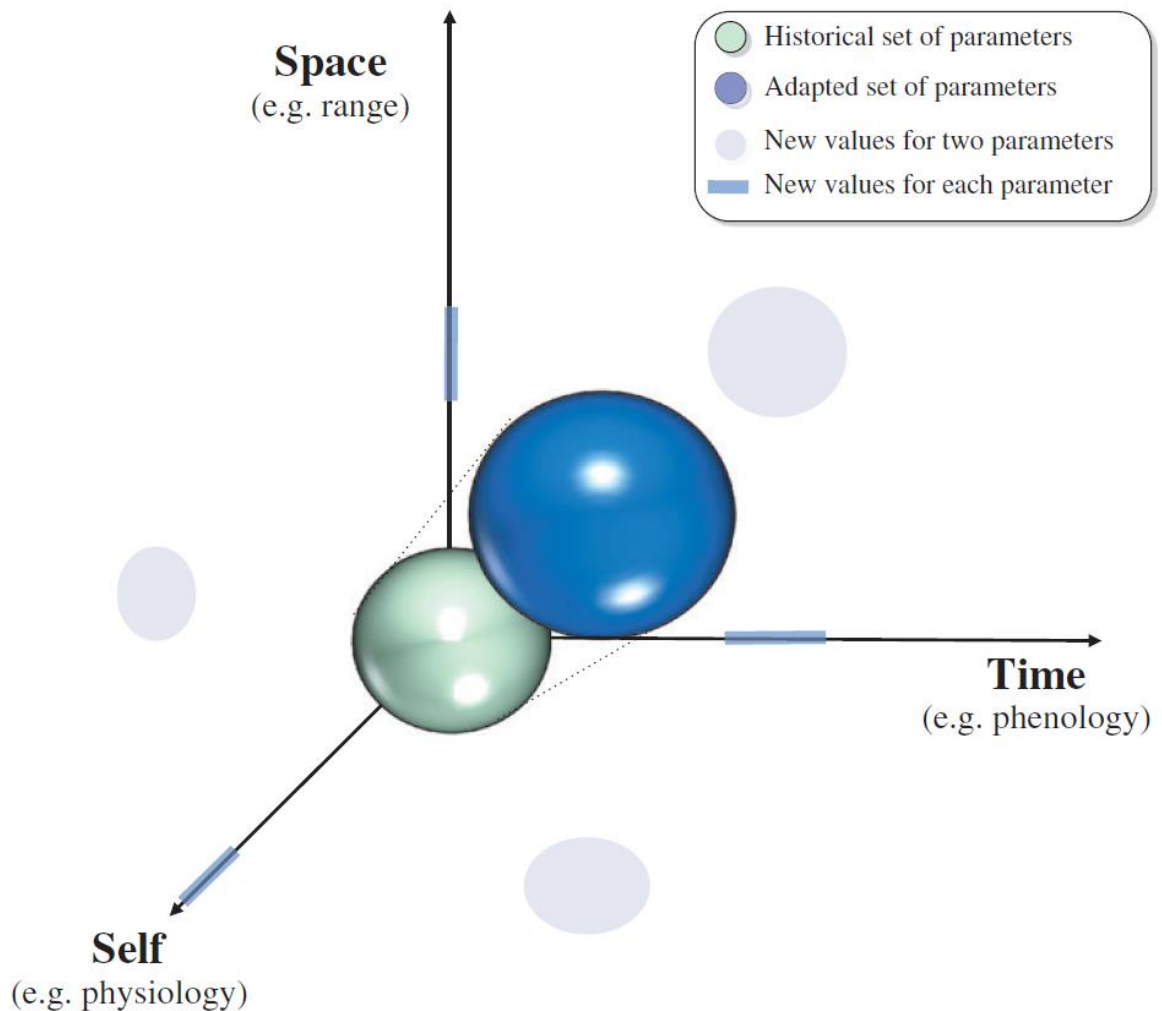 Space
(e.g. range)
Historical set of parameters
Adapted set of parameters
New values for two parameters
New values for each parameter
Time
(e.g. phenology)
Self
(e.g. physiology)